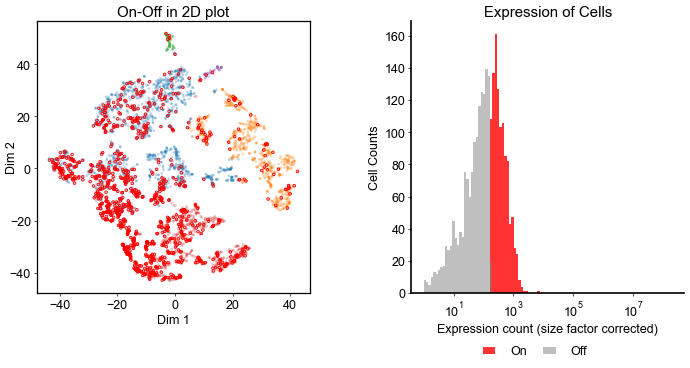 On-Off in 2D plot
Expression of Cells
40
20
0
−20
−40
Dim 2
−40
−20
0
20
40
Dim 1
160
140
120
100
80
60
40
20
0
Cell Counts
10^1
10^3
10^5
10^7
Expression count (size factor corrected)
On
Off